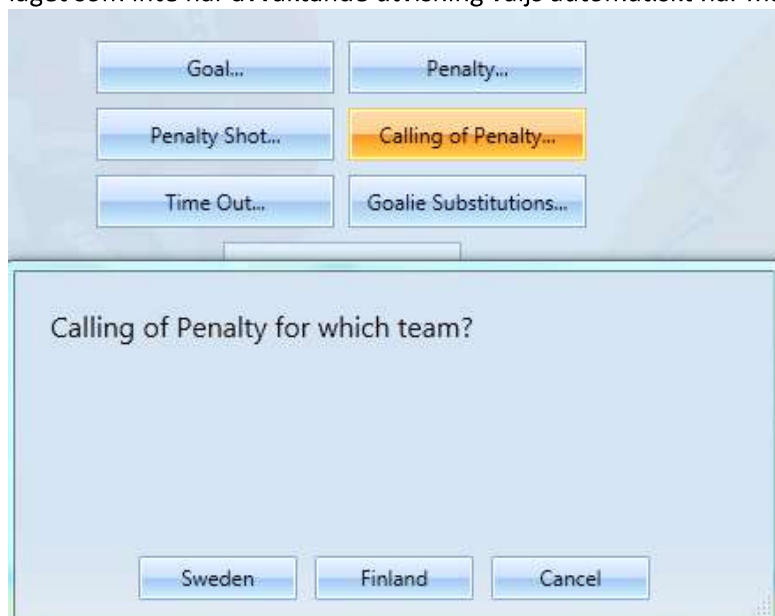 Goal...
Penalty...
Penalty Shot...
Calling of Penalty...
Time Out...
Goalie Substitutions...
Calling of Penalty for which team?
Sweden
Finland
Cancel